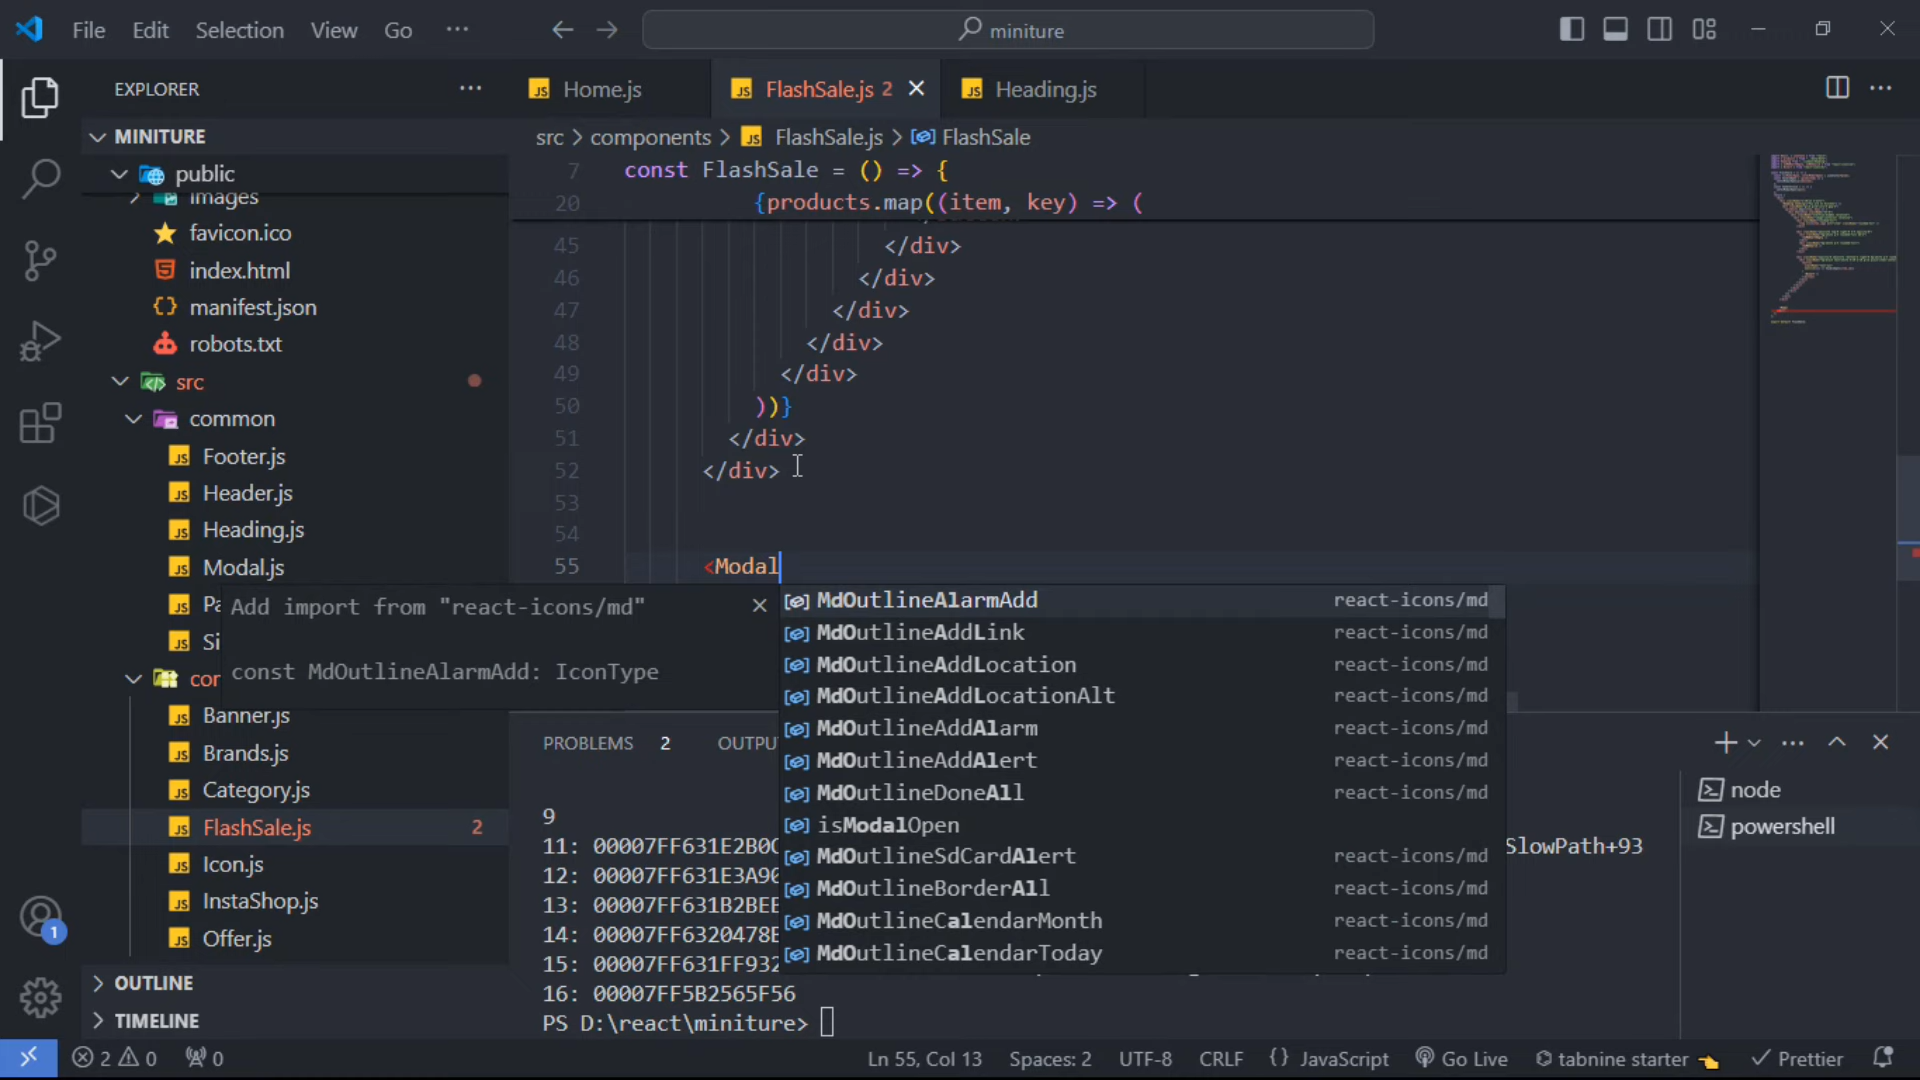 File Edit Selection View Go ··· miniture
EXPLORER ···
Home.js FlashSale.js 2 Heading.js ···
MINITURE
src > components > FlashSale.js > FlashSale
public
images
favicon.ico
index.html
manifest.json
robots.txt
src
common
Footer.js
Header.js
Heading.js
Modal.js
Pa
Si
cor
Banner.js
Brands.js
Category.js
FlashSale.js 2
Icon.js
InstaShop.js
Offer.js
OUTLINE
TIMELINE
7 const FlashSale = () => {
20 {products.map((item, key) => (
45 </div>
46 </div>
47 </div>
48 </div>
49 </div>
50 ))}
51 </div>
52 </div>
53
54
55 <Modal
Add import from "react-icons/md"
const MdOutlineAlarmAdd: IconType
MdOutlineAlarmAdd react-icons/md
MdOutlineAddLink react-icons/md
MdOutlineAddLocation react-icons/md
MdOutlineAddLocationAlt react-icons/md
MdOutlineAddAlarm react-icons/md
MdOutlineAddAlert react-icons/md
MdOutlineDoneAll react-icons/md
isModalOpen
MdOutlineSdCardAlert react-icons/md
MdOutlineBorderAll react-icons/md
MdOutlineCalendarMonth react-icons/md
MdOutlineCalendarToday react-icons/md
PROBLEMS 2 OUTPU
9
11: 00007FF631E2B0C SlowPath+93
12: 00007FF631E3A90
13: 00007FF631B2BEE
14: 00007FF6320478E
15: 00007FF631FF932
16: 00007FF5B2565F56
PS D:\react\miniture>
node
powershell
1
2 0 0
Ln 55, Col 13 Spaces: 2 UTF-8 CRLF {} JavaScript Go Live tabnine starter Prettier